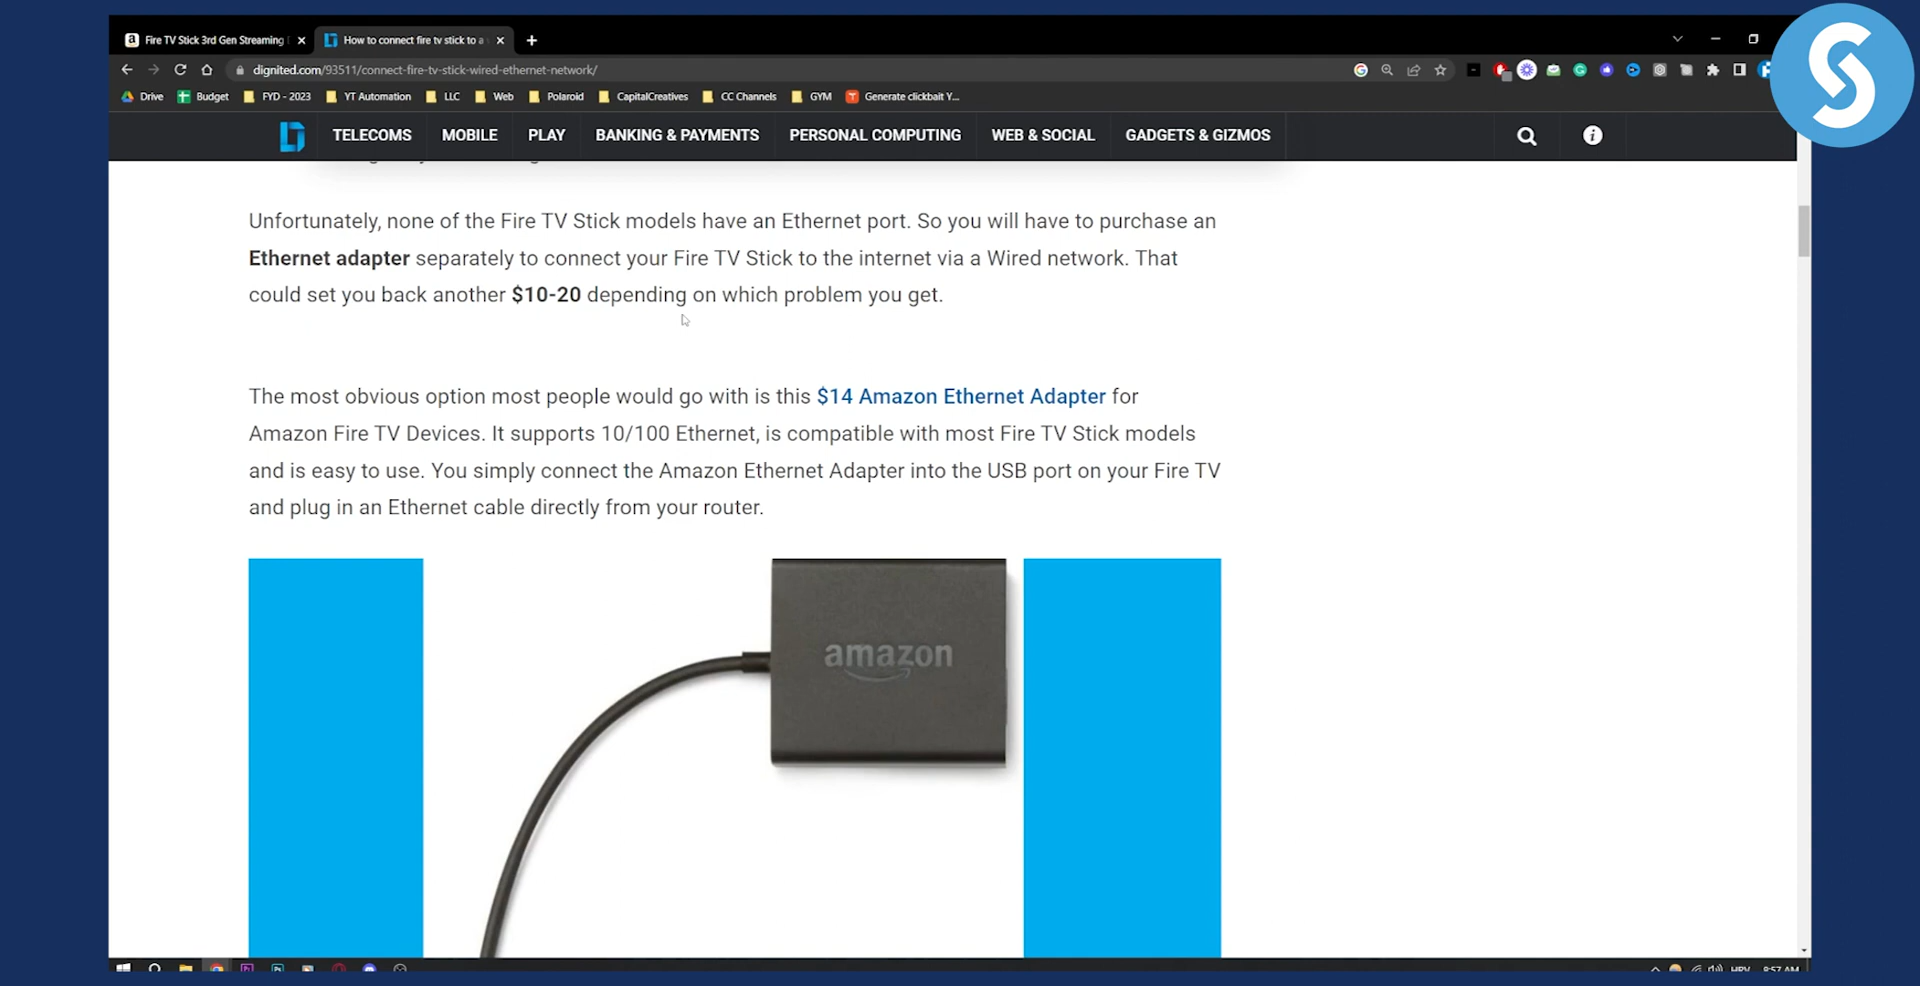 Fire TV Stick 3rd Gen Streaming
How to connect fire tv stick to a
dignited.com/93511/connect-fire-tv-stick-wired-ethernet-network/
Drive Budget FYD - 2023 YT Automation LLC Web Polaroid CapitalCreatives CC Channels GYM Generate clickbait Y...
TELECOMS MOBILE PLAY BANKING & PAYMENTS PERSONAL COMPUTING WEB & SOCIAL GADGETS & GIZMOS
Unfortunately, none of the Fire TV Stick models have an Ethernet port. So you will have to purchase an
Ethernet adapter separately to connect your Fire TV Stick to the internet via a Wired network. That
could set you back another $10-20 depending on which problem you get.
The most obvious option most people would go with is this $14 Amazon Ethernet Adapter for
Amazon Fire TV Devices. It supports 10/100 Ethernet, is compatible with most Fire TV Stick models
and is easy to use. You simply connect the Amazon Ethernet Adapter into the USB port on your Fire TV
and plug in an Ethernet cable directly from your router.
amazon
HRV 8:57 AM